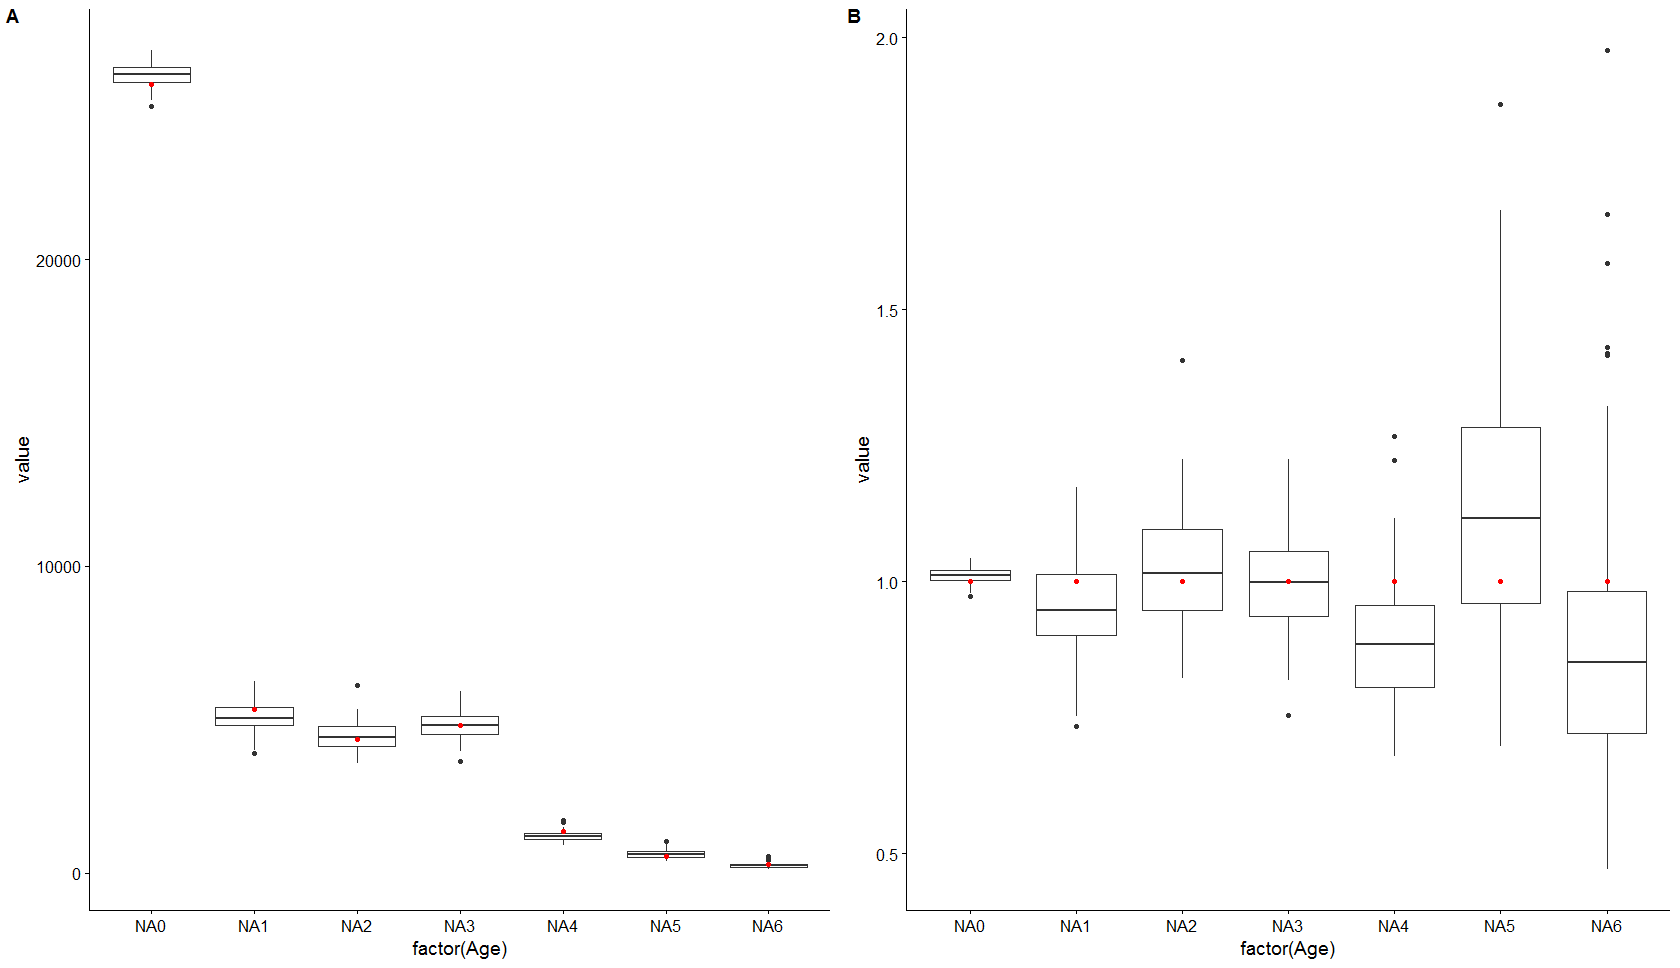 A
value
20000
10000
0
NA0 NA1 NA2 NA3 NA4 NA5 NA6
factor(Age)
B
value
2.0
1.5
1.0
0.5
NA0 NA1 NA2 NA3 NA4 NA5 NA6
factor(Age)